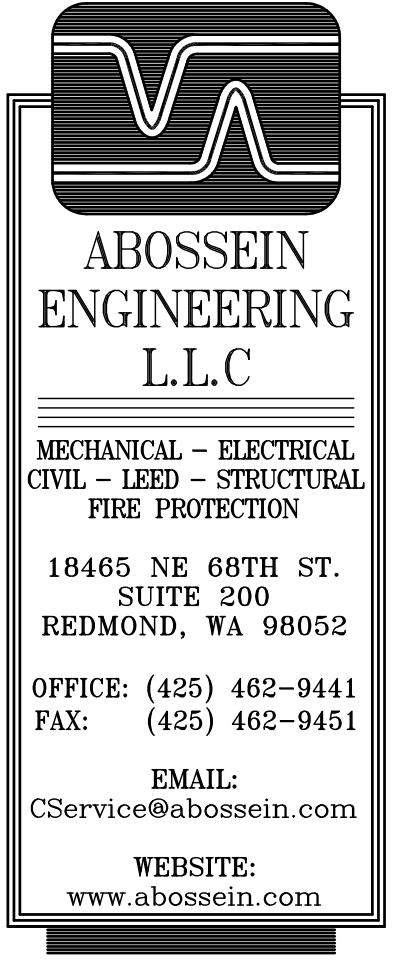 ABOSSEIN
ENGINEERING
L.L.C
MECHANICAL – ELECTRICAL
CIVIL – LEED – STRUCTURAL
FIRE PROTECTION
18465 NE 68TH ST.
SUITE 200
REDMOND, WA 98052
OFFICE: (425) 462–9441
FAX: (425) 462–9451
EMAIL:
CService@abossein.com
WEBSITE:
www.abossein.com